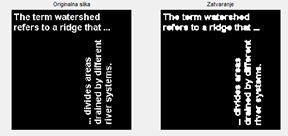 Originalna slika
The term watershed
refers to a ridge that ...
... divides areas
drained by different
river systems.
Zatvaranje
The term watershed
refers to a ridge that ...
... divides areas
drained by different
river systems.